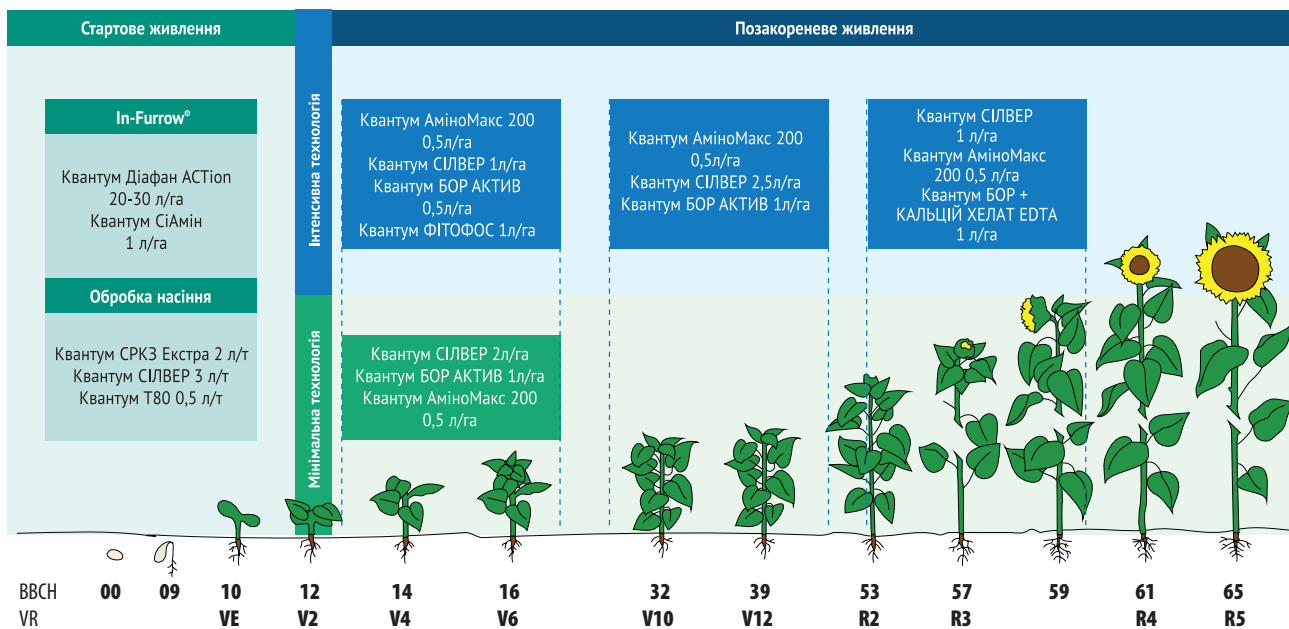 Стартове живлення
Позакореневе живлення
Інтенсивна технологія
Мінімальна технологія
In-Furrow®
Квантум Діафан ACTion
20-30 л/га
Квантум СіАмін
1 л/га
Обробка насіння
Квантум СРКЗ Екстра 2 л/т
Квантум СІЛВЕР 3 л/т
Квантум Т80 0,5 л/т
Квантум АміноМакс 200
0,5л/га
Квантум СІЛВЕР 1л/га
Квантум БОР АКТИВ
0,5л/га
Квантум ФІТОФОС 1л/га
Квантум СІЛВЕР 2л/га
Квантум БОР АКТИВ 1л/га
Квантум АміноМакс 200
0,5 л/га
Квантум АміноМакс 200
0,5л/га
Квантум СІЛВЕР 2,5л/га
Квантум БОР АКТИВ 1л/га
Квантум СІЛВЕР
1 л/га
Квантум АміноМакс
200 0,5 л/га
Квантум БОР +
КАЛЬЦІЙ ХЕЛАТ EDTA
1 л/га
BBCH 00 09 10 12 14 16 32 39 53 57 59 61 65
VR VE V2 V4 V6 V10 V12 R2 R3 R4 R5